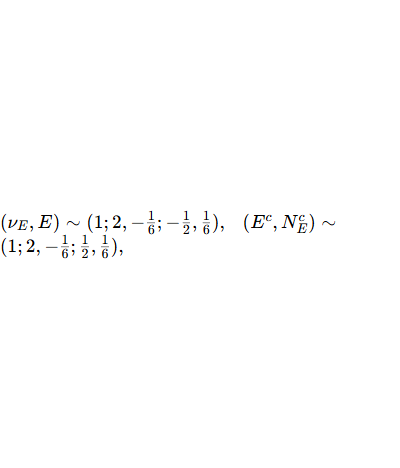 (ν_E, E) ∼ (1; 2, −1/6; −1/2, 1/6), (E^c, N_E^c) ∼
(1; 2, −1/6; 1/2, 1/6),